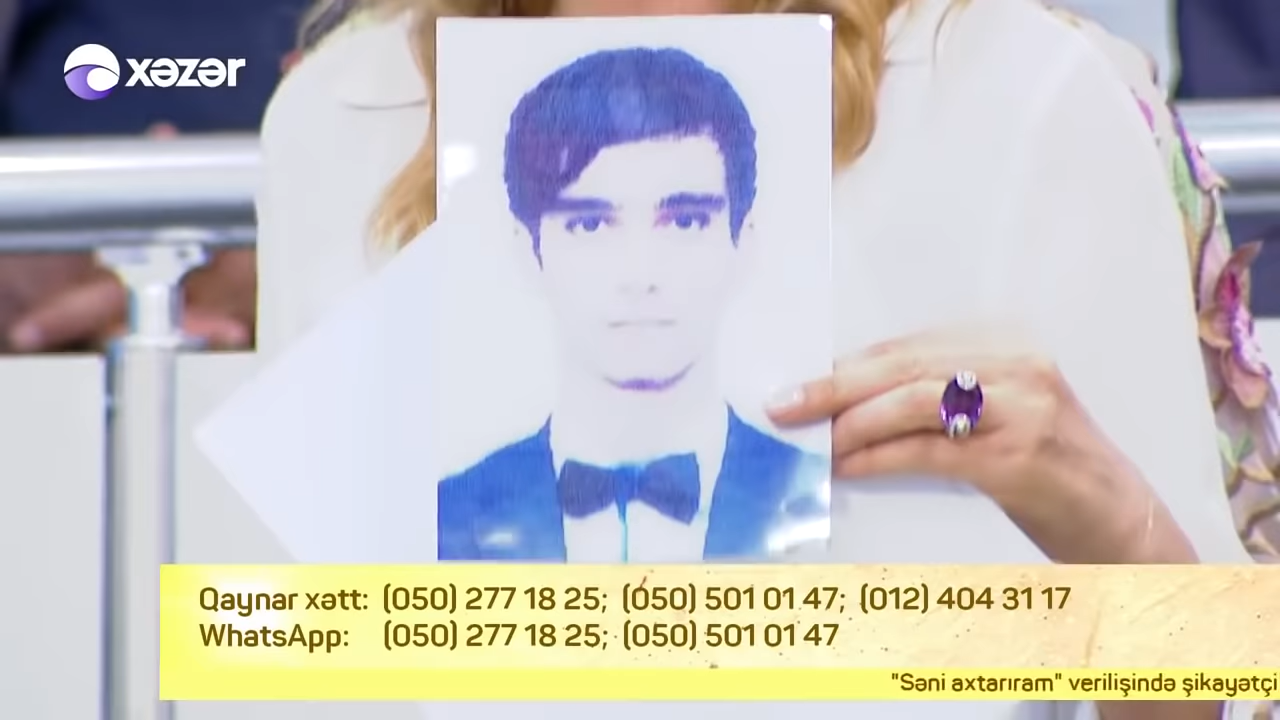 xəzər
Qaynar xətt: (050) 277 18 25; (050) 501 01 47; (012) 404 31 17
WhatsApp: (050) 277 18 25; (050) 501 01 47
"Səni axtarıram" verilişində şikayətçi